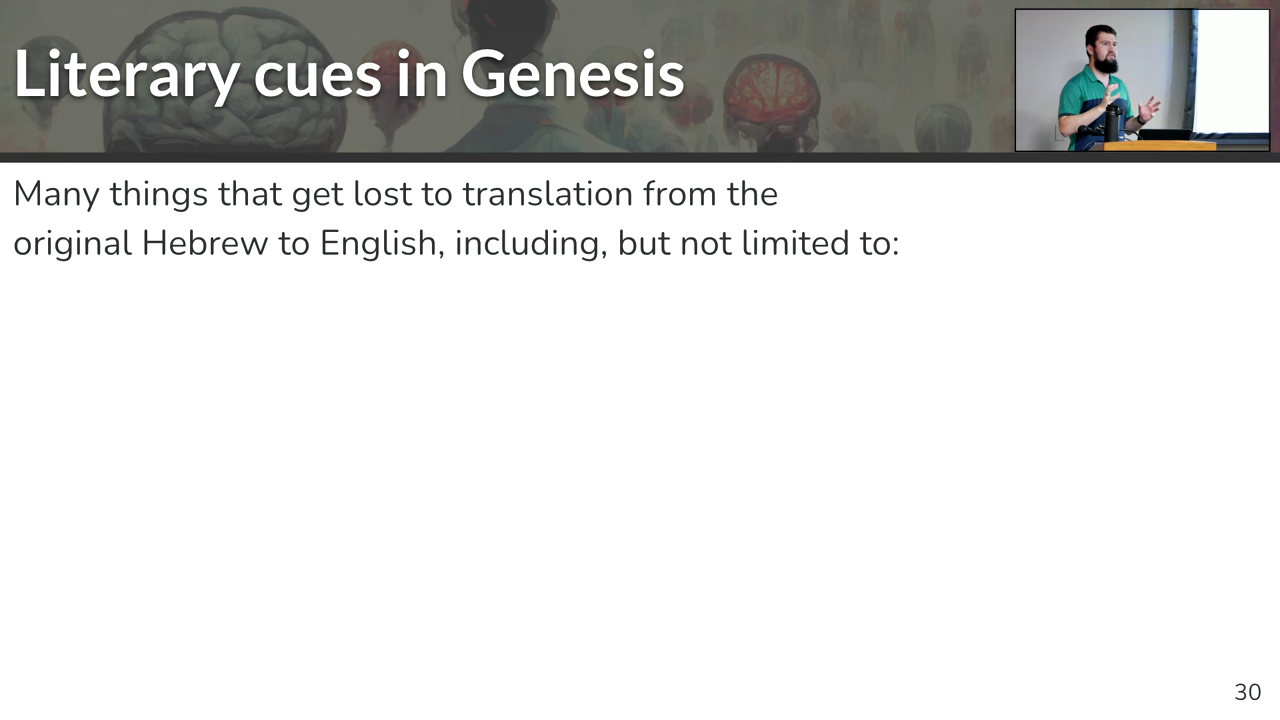 Literary cues in Genesis
Many things that get lost to translation from the
original Hebrew to English, including, but not limited to:
30